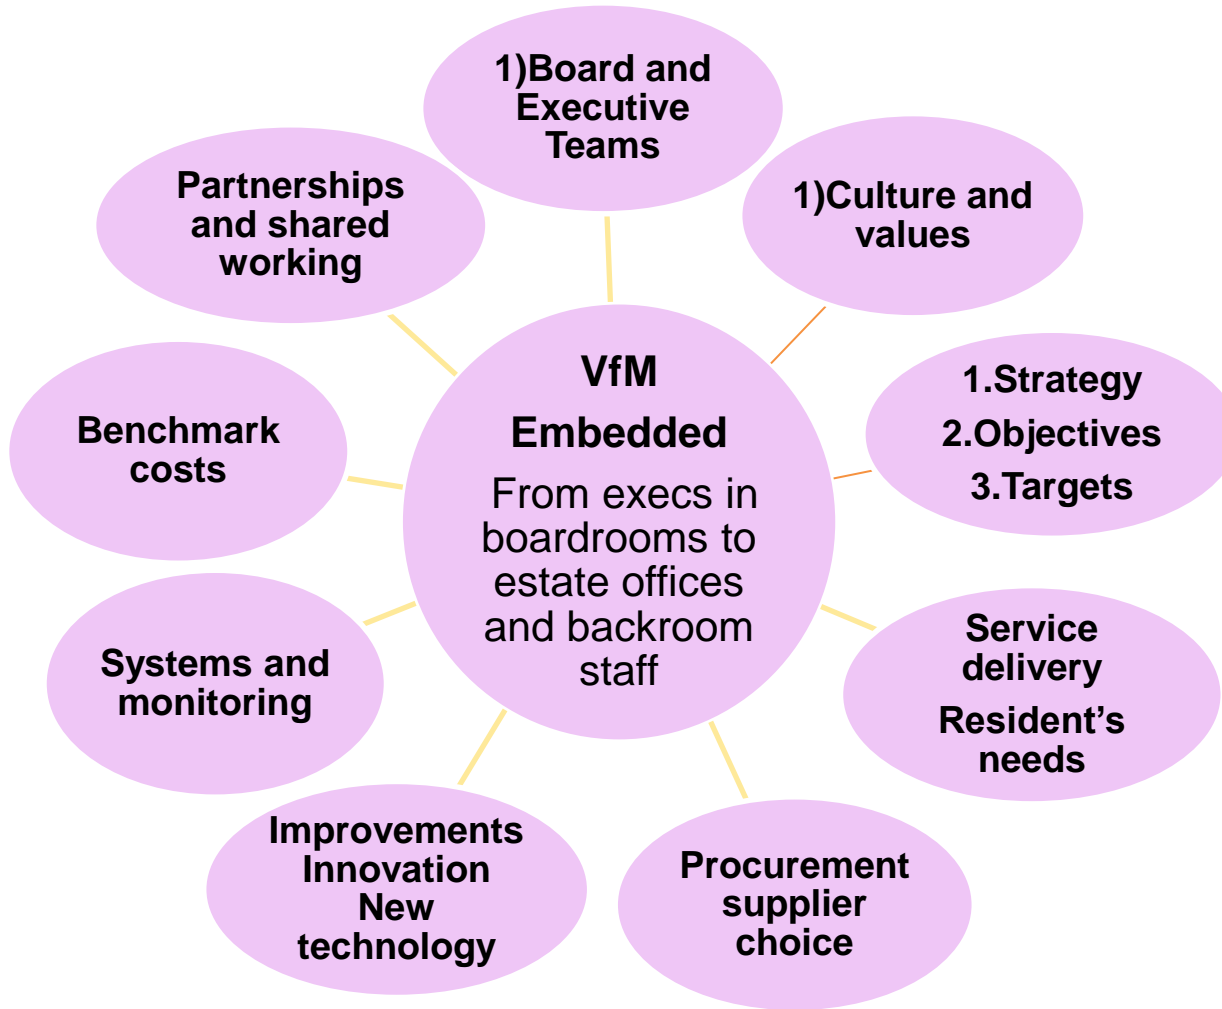 1)Board and
Executive
Teams
1)Culture and
values
1.Strategy
2.Objectives
3.Targets
Service
delivery
Resident’s
needs
Procurement
supplier
choice
Improvements
Innovation
New
technology
Systems and
monitoring
Benchmark
costs
Partnerships
and shared
working
VfM
Embedded
From execs in
boardrooms to
estate offices
and backroom
staff